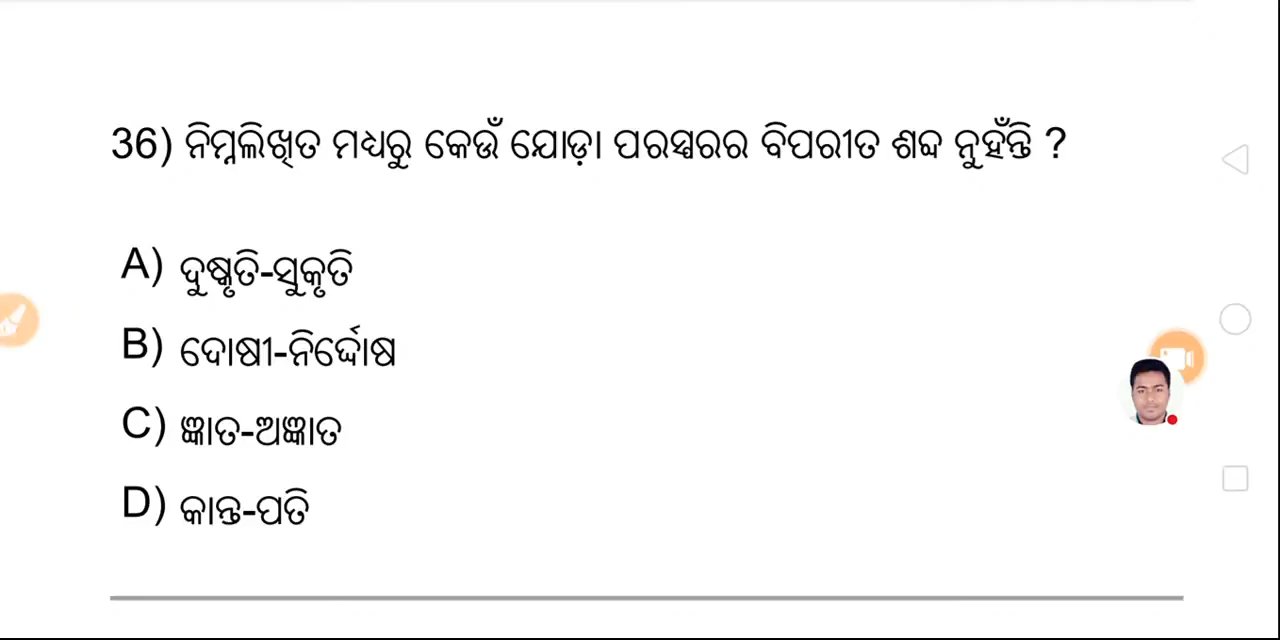 36) ନିମ୍ନଲିଖିତ ମଧ୍ୟରୁ କେଉଁ ଯୋଡ଼ା ପରସ୍ପରର ବିପରୀତ ଶବ୍ଦ ନୁହଁନ୍ତି ?
A) ଦୁଷ୍କୃତି-ସୁକୃତି
B) ଦୋଷୀ-ନିର୍ଦ୍ଦୋଷ
C) ଜ୍ଞାତ-ଅଜ୍ଞାତ
D) କାନ୍ତ-ପତି